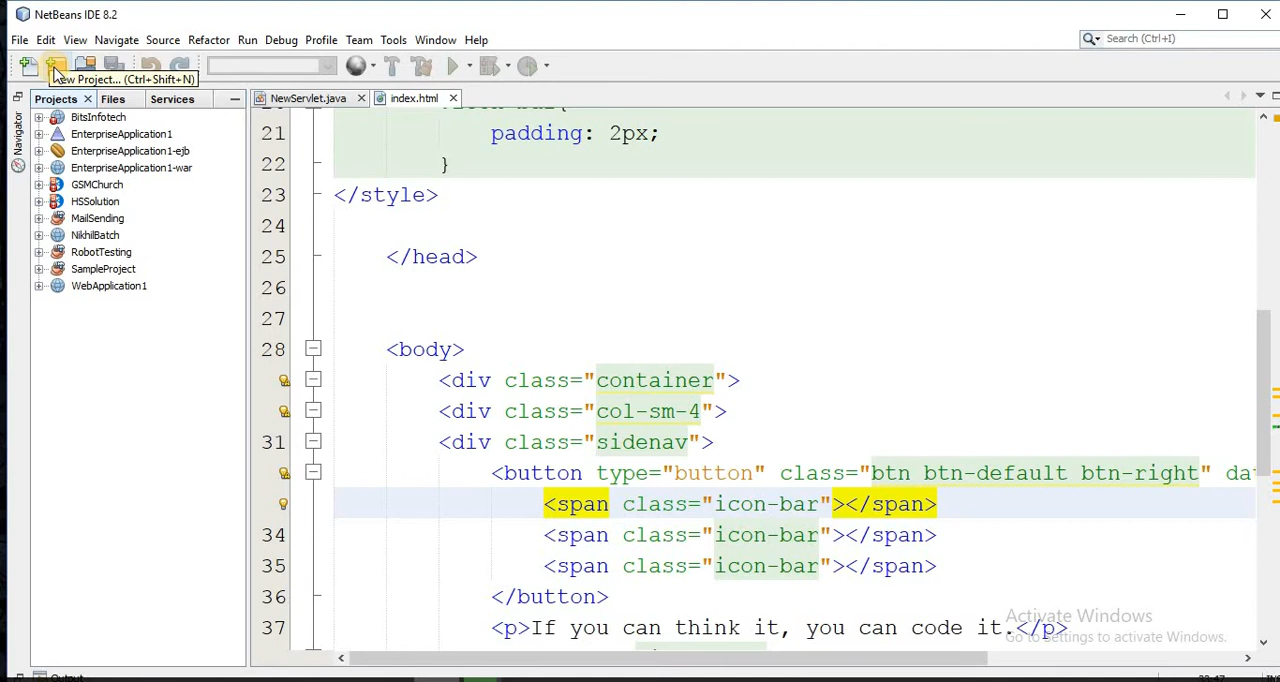 NetBeans IDE 8.2
File Edit View Navigate Source Refactor Run Debug Profile Team Tools Window Help
Search (Ctrl+I)
New Project... (Ctrl+Shift+N)
Projects Files Services
NewServlet.java index.html
Navigator
BitsInfotech
EnterpriseApplication1
EnterpriseApplication1-ejb
EnterpriseApplication1-war
GSMChurch
HSSolution
MailSending
NikhilBatch
RobotTesting
SampleProject
WebApplication1
21 padding: 2px;
22 }
23 </style>
24
25 </head>
26
27
28 <body>
<div class="container">
<div class="col-sm-4">
31 <div class="sidenav">
<button type="button" class="btn btn-default btn-right" da
<span class="icon-bar"></span>
34 <span class="icon-bar"></span>
35 <span class="icon-bar"></span>
36 </button>
37 <p>If you can think it, you can code it.</p>
Activate Windows
Go to Settings to activate Windows.
Output